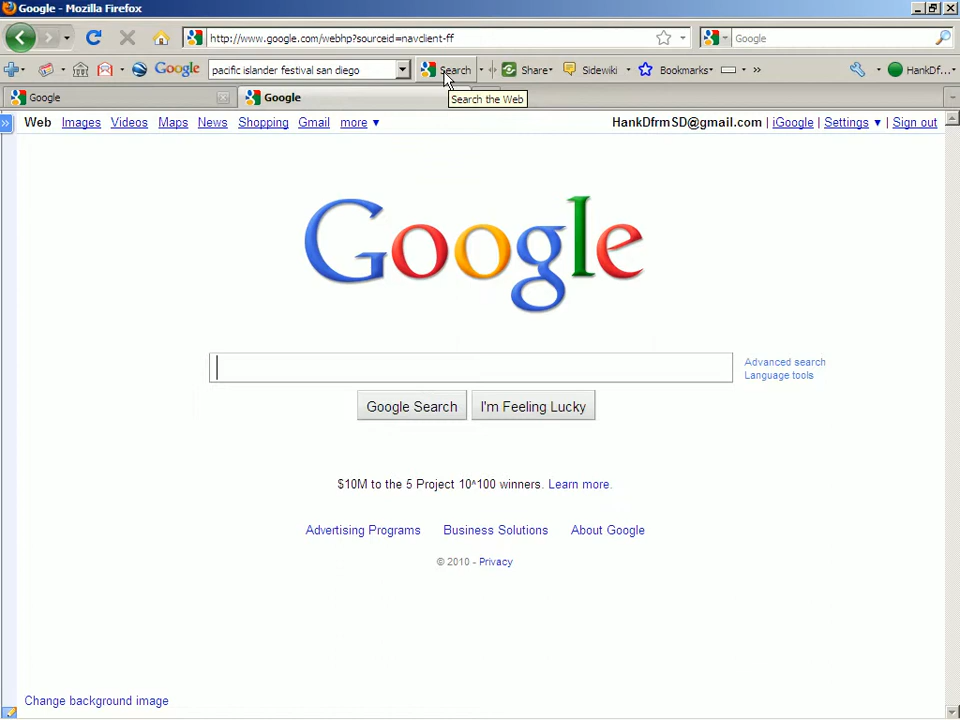 Google - Mozilla Firefox
http://www.google.com/webhp?sourceid=navclient-ff
Google
Google pacific islander festival san diego Search Share Sidewiki Bookmarks » HankDf...
Google Google
Search the Web
Web Images Videos Maps News Shopping Gmail more ▼ HankDfrmSD@gmail.com | iGoogle | Settings ▼ | Sign out
Google
Advanced search
Language tools
Google Search I'm Feeling Lucky
$10M to the 5 Project 10^100 winners. Learn more.
Advertising Programs Business Solutions About Google
© 2010 - Privacy
Change background image